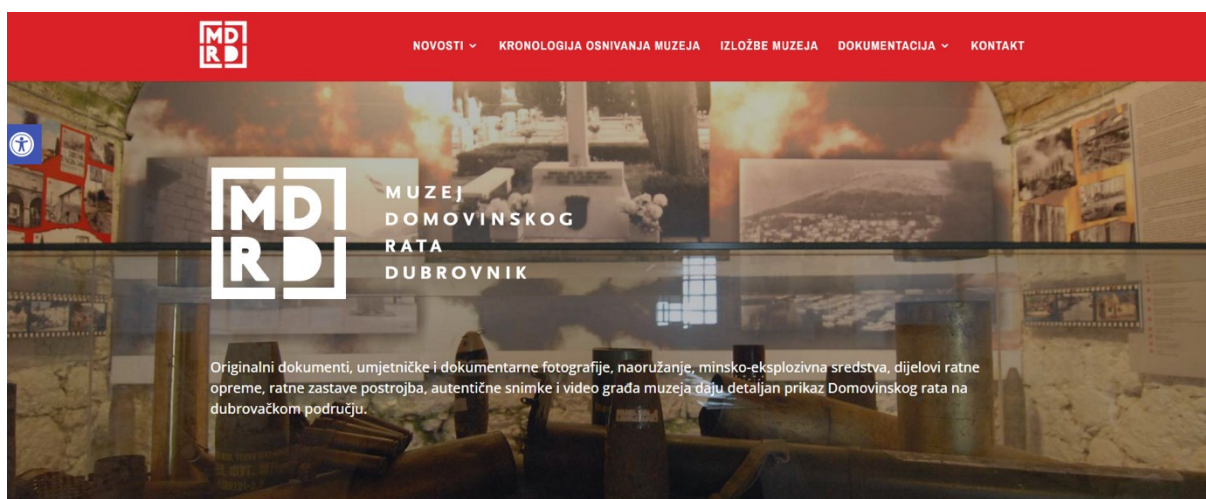 MD
RD
NOVOSTI
KRONOLOGIJA OSNIVANJA MUZEJA
IZLOŽBE MUZEJA
DOKUMENTACIJA
KONTAKT
MD
RD
MUZEJ
DOMOVINSKOG
RATA
DUBROVNIK
Originalni dokumenti, umjetničke i dokumentarne fotografije, naoružanje, minsko-eksplozivna sredstva, dijelovi ratne
opreme, ratne zastave postrojba, autentične snimke i video građa muzeja daju detaljan prikaz Domovinskog rata na
dubrovačkom području.